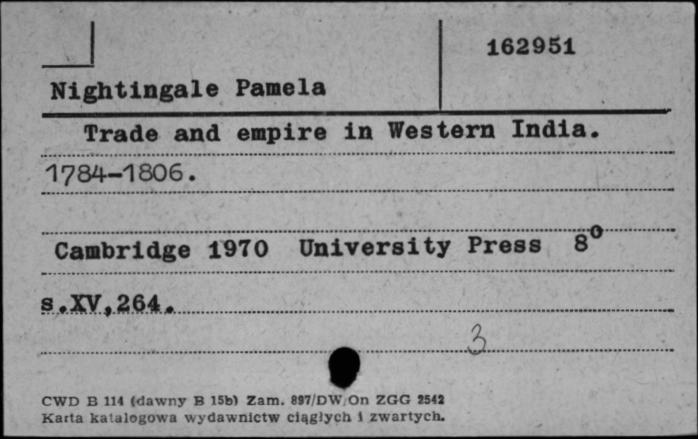 162951
Nightingale Pamela
Trade and empire in Western India.
1784-1806.
Cambridge 1970 University Press 8º
s.XV,264.
3
CWD B 114 (dawny B 15b) Zam. 897/DW/On ZGG 2542
Karta katalogowa wydawnictw ciągłych i zwartych.